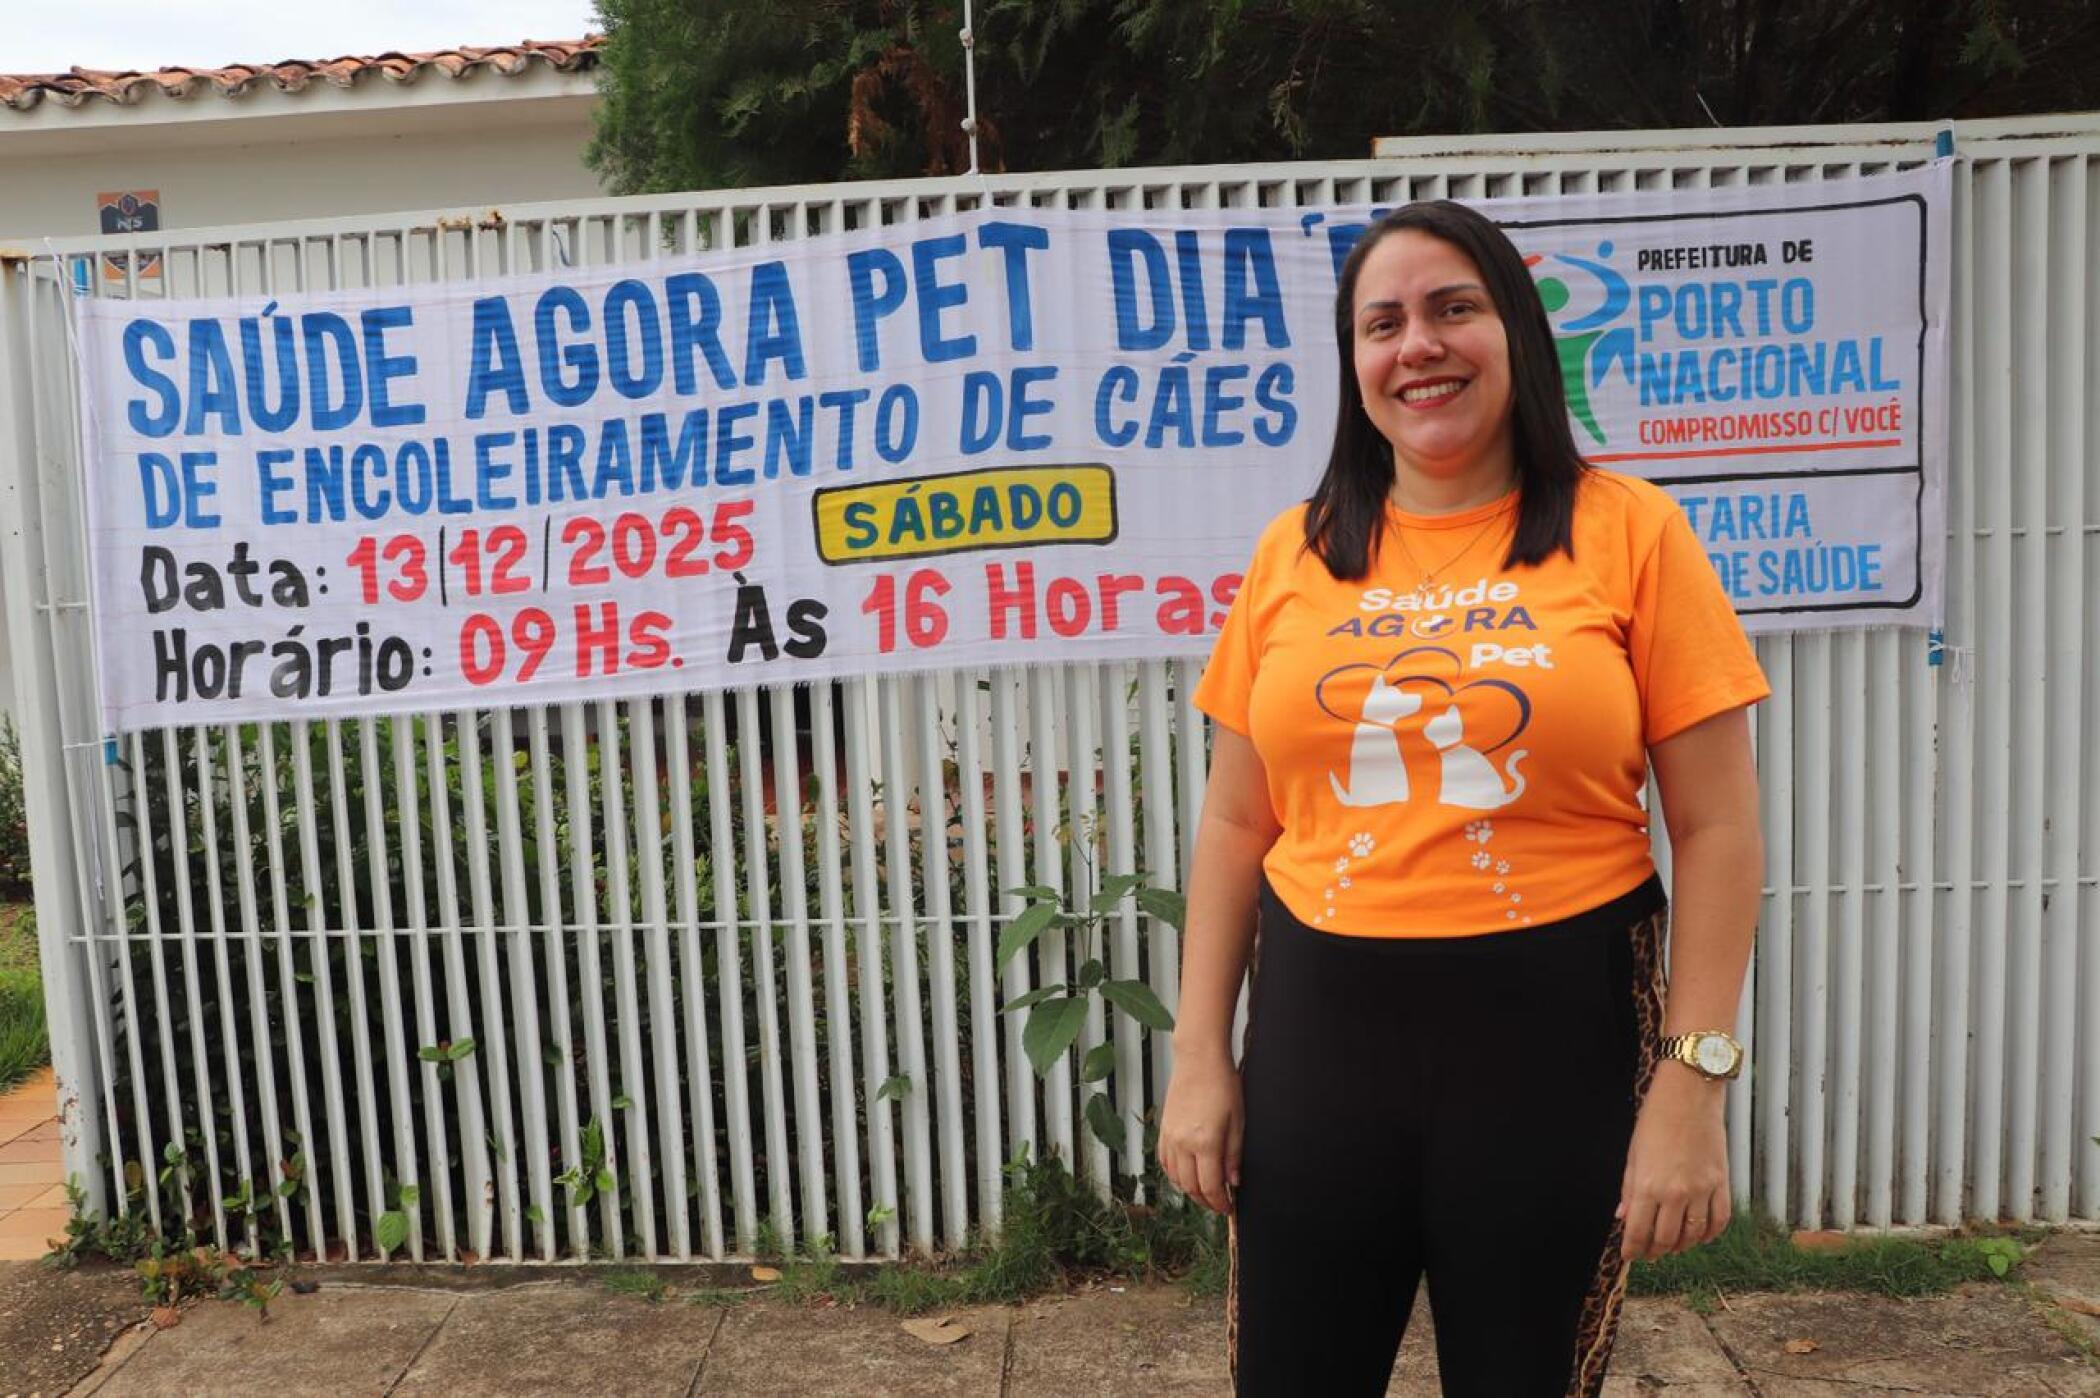 SAÚDE AGORA PET DIA
DE ENCOLEIRAMENTO DE CÁES
Data: 13/12/2025 SÁBADO
Horário: 09 Hs. Às 16 Horas
PREFEITURA DE
PORTO
NACIONAL
COMPROMISSO C/ VOCÊ
TARIA
DE SAÚDE
Saúde
AGORA
Pet